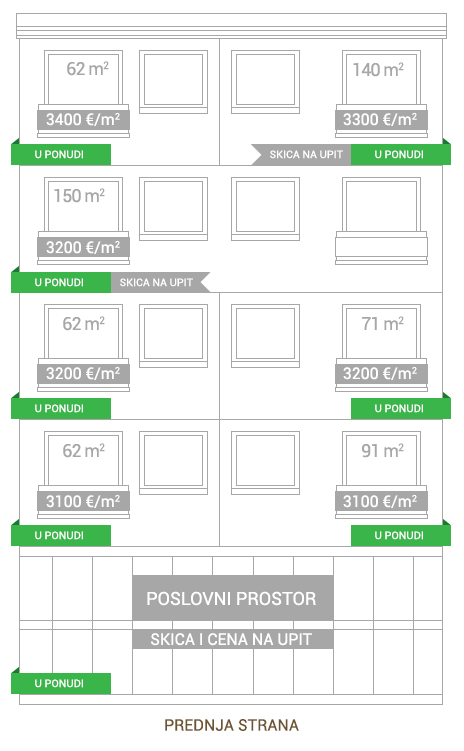 62 m²
140 m²
3400 €/m²
3300 €/m²
U PONUDI
SKICA NA UPIT
U PONUDI
150 m²
3200 €/m²
U PONUDI
SKICA NA UPIT
62 m²
71 m²
3200 €/m²
3200 €/m²
U PONUDI
U PONUDI
62 m²
91 m²
3100 €/m²
3100 €/m²
U PONUDI
U PONUDI
POSLOVNI PROSTOR
SKICA I CENA NA UPIT
U PONUDI
PREDNJA STRANA